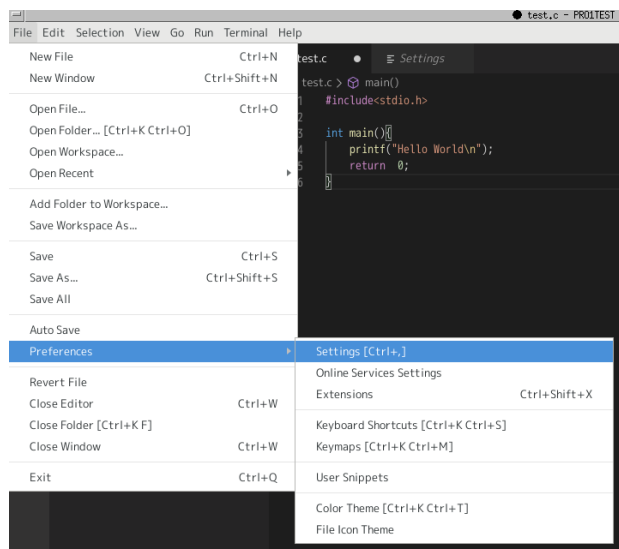 ● test.c - PRO1TEST
File Edit Selection View Go Run Terminal Help
New File Ctrl+N
New Window Ctrl+Shift+N
Open File... Ctrl+O
Open Folder... [Ctrl+K Ctrl+O]
Open Workspace...
Open Recent
Add Folder to Workspace...
Save Workspace As...
Save Ctrl+S
Save As... Ctrl+Shift+S
Save All
Auto Save
Preferences
Revert File
Close Editor Ctrl+W
Close Folder [Ctrl+K F]
Close Window Ctrl+W
Exit Ctrl+Q
test.c ● Settings
test.c > main()
1 #include<stdio.h>
2
3 int main(){
4 printf("Hello World\n");
5 return 0;
6 }
Settings [Ctrl+,]
Online Services Settings
Extensions Ctrl+Shift+X
Keyboard Shortcuts [Ctrl+K Ctrl+S]
Keymaps [Ctrl+K Ctrl+M]
User Snippets
Color Theme [Ctrl+K Ctrl+T]
File Icon Theme